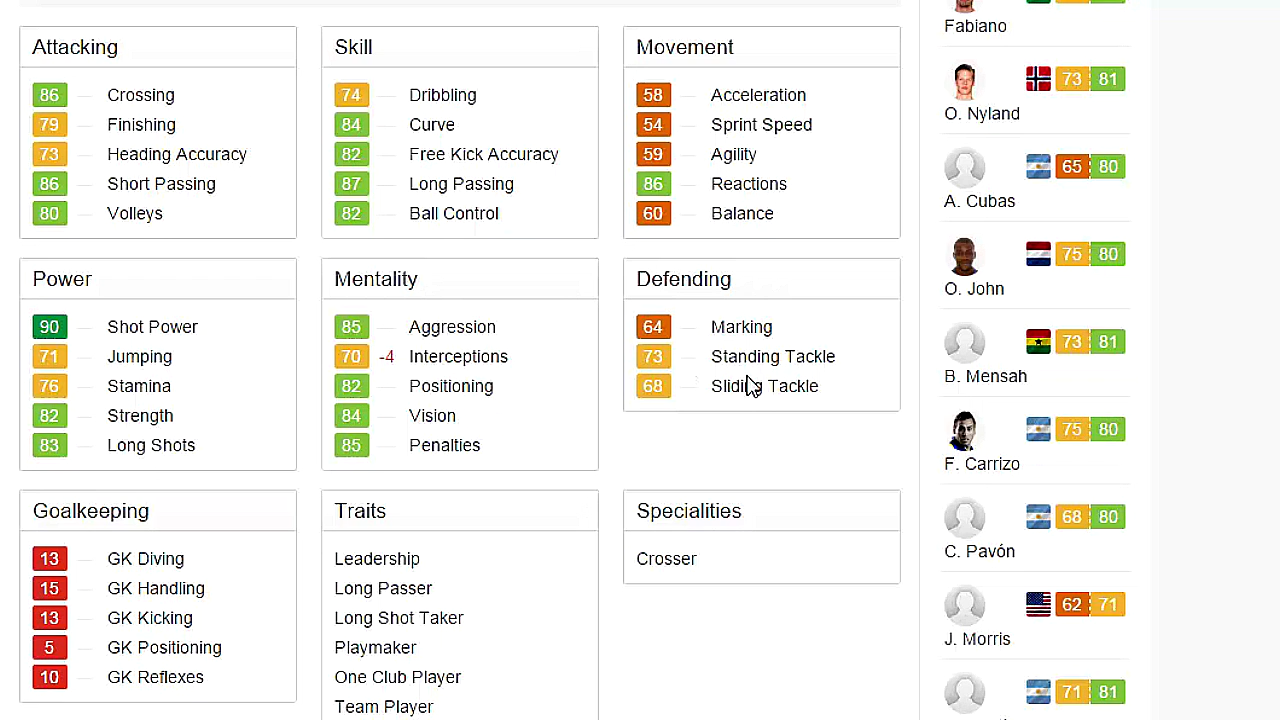 Attacking
86 Crossing
79 Finishing
73 Heading Accuracy
86 Short Passing
80 Volleys
Skill
74 Dribbling
84 Curve
82 Free Kick Accuracy
87 Long Passing
82 Ball Control
Movement
58 Acceleration
54 Sprint Speed
59 Agility
86 Reactions
60 Balance
Power
90 Shot Power
71 Jumping
76 Stamina
82 Strength
83 Long Shots
Mentality
85 Aggression
70 -4 Interceptions
82 Positioning
84 Vision
85 Penalties
Defending
64 Marking
73 Standing Tackle
68 Sliding Tackle
Goalkeeping
13 GK Diving
15 GK Handling
13 GK Kicking
5 GK Positioning
10 GK Reflexes
Traits
Leadership
Long Passer
Long Shot Taker
Playmaker
One Club Player
Team Player
Specialities
Crosser
Fabiano
73 81
O. Nyland
65 80
A. Cubas
75 80
O. John
73 81
B. Mensah
75 80
F. Carrizo
68 80
C. Pavón
62 71
J. Morris
71 81